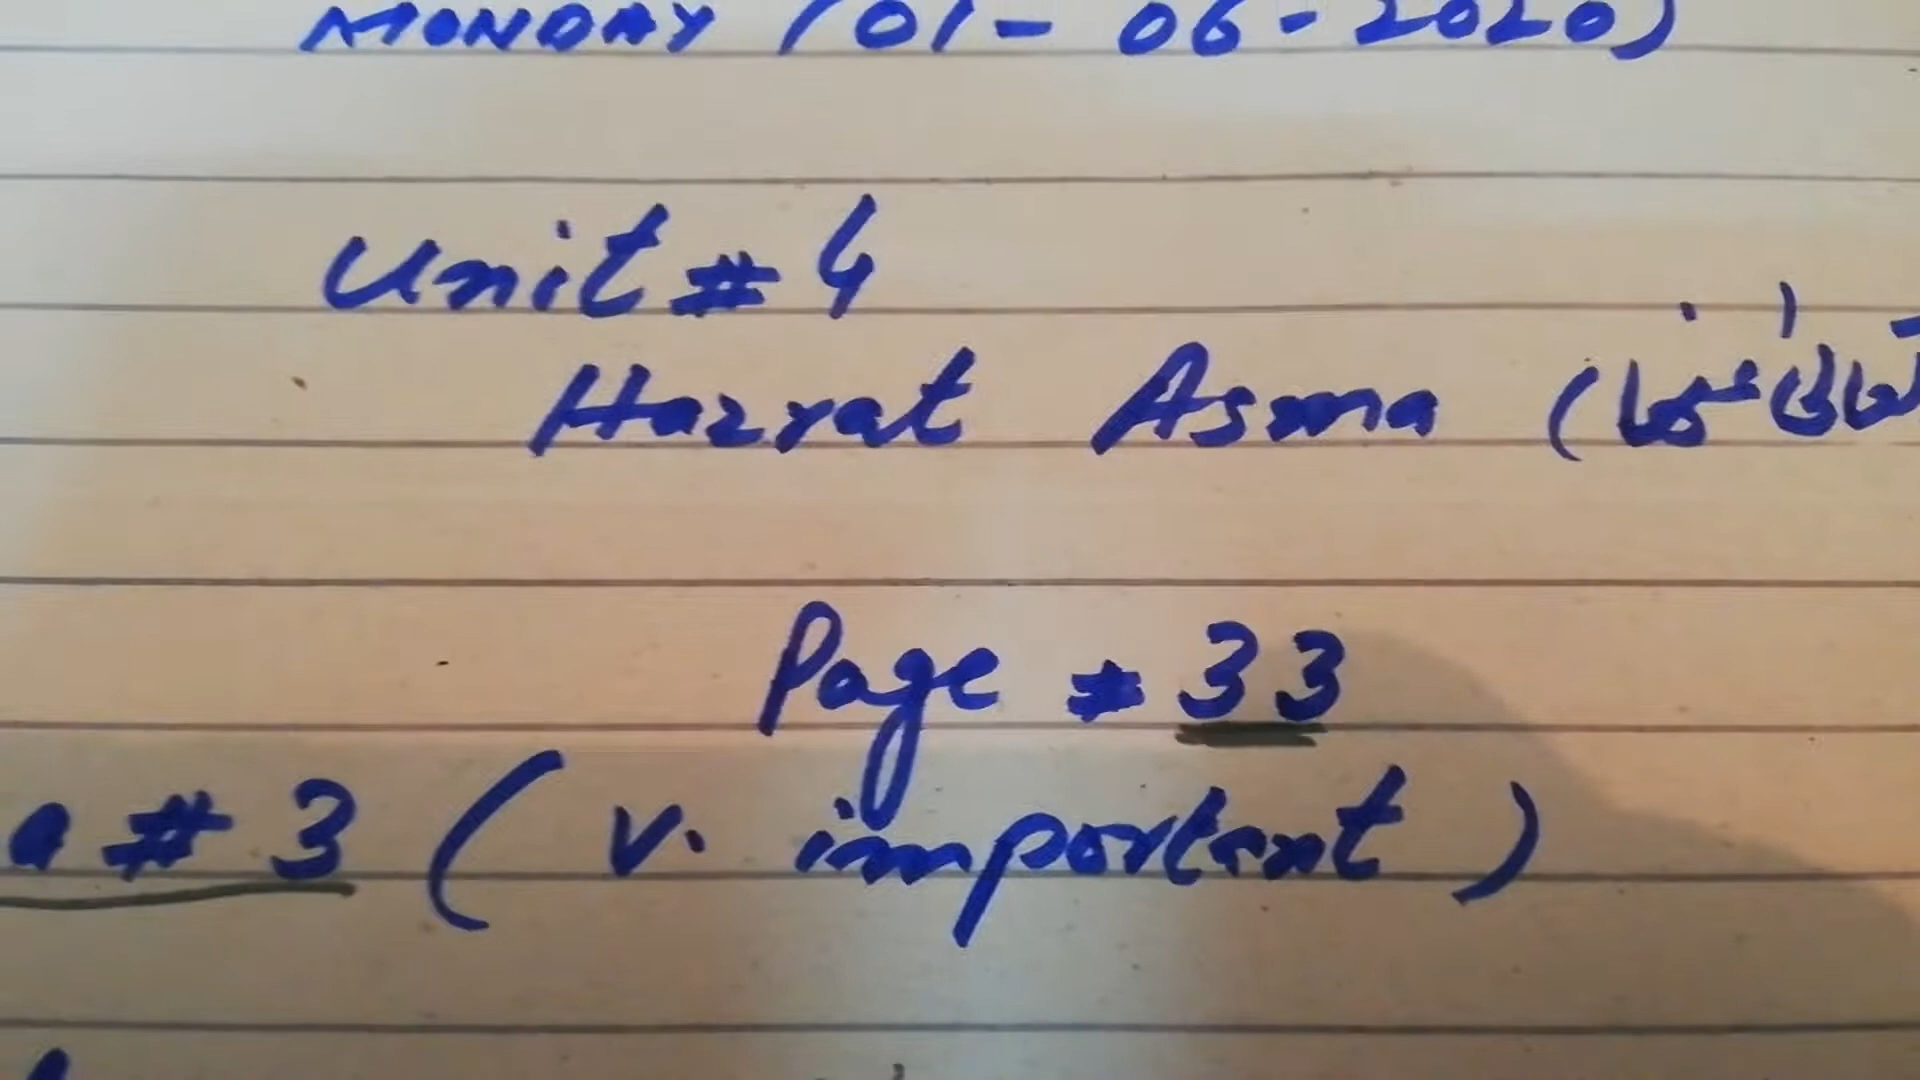 MONDAY (01-06-2020)
Unit # 4
Hazrat Asma (
Page # 33
a # 3 (v. important)